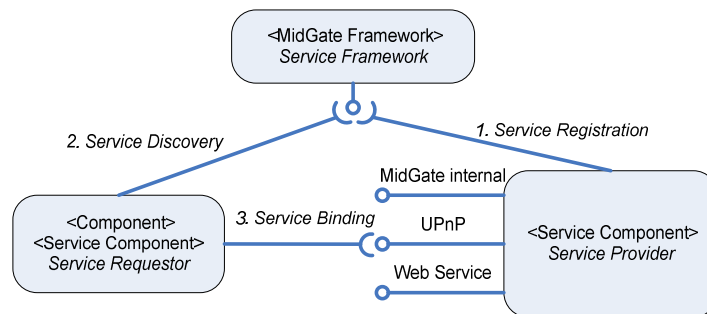 <MidGate Framework>
Service Framework
1. Service Registration
2. Service Discovery
MidGate internal
<Component>
<Service Component>
Service Requestor
3. Service Binding
UPnP
<Service Component>
Service Provider
Web Service